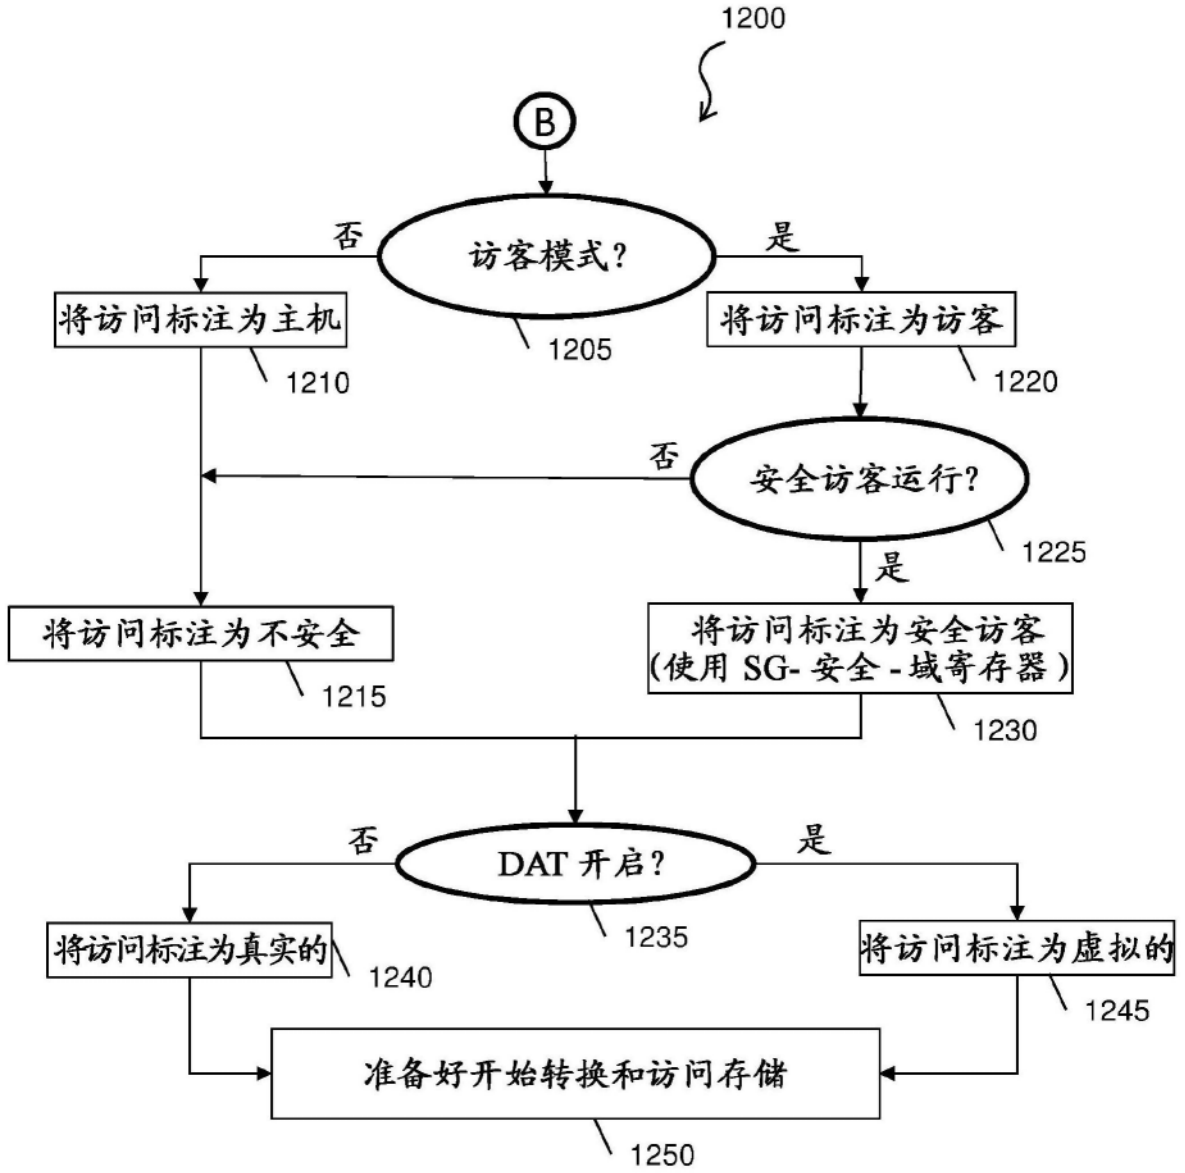 1200
B
否
是
访客模式?
将访问标注为主机
1205
将访问标注为访客
1210
1220
否
安全访客运行?
1225
是
将访问标注为不安全
将访问标注为安全访客
(使用 SG- 安全 - 域寄存器)
1215
1230
否
是
DAT 开启?
1235
将访问标注为真实的
将访问标注为虚拟的
1240
1245
准备好开始转换和访问存储
1250